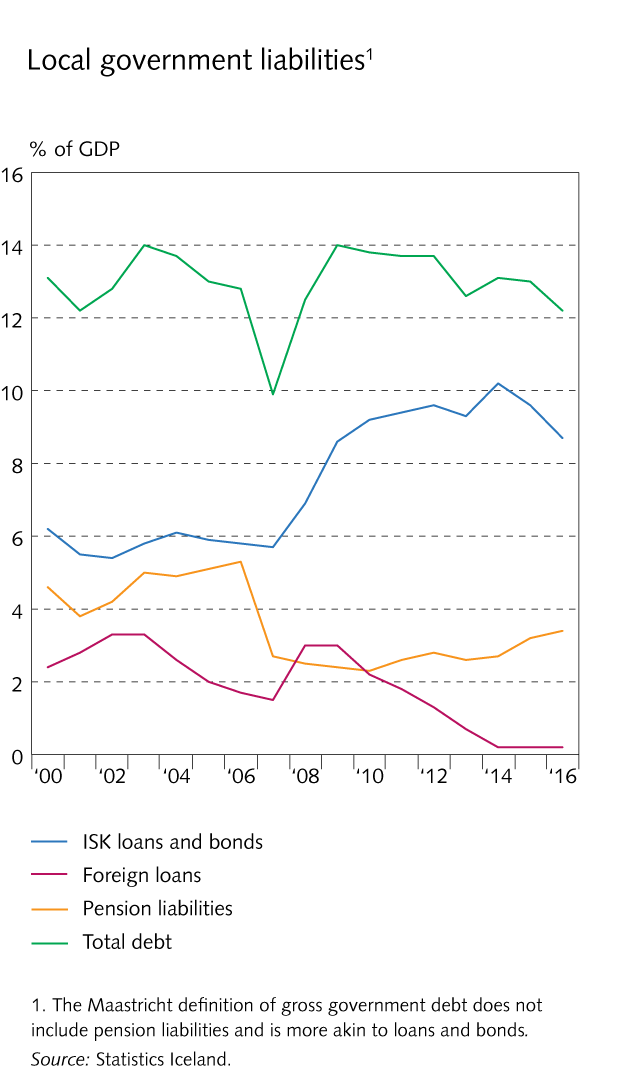 Local government liabilities¹
% of GDP
16
14
12
10
8
6
4
2
0
‘00 ‘02 ‘04 ‘06 ‘08 ‘10 ‘12 ‘14 ‘16
ISK loans and bonds
Foreign loans
Pension liabilities
Total debt
1. The Maastricht definition of gross government debt does not
include pension liabilities and is more akin to loans and bonds.
Source: Statistics Iceland.